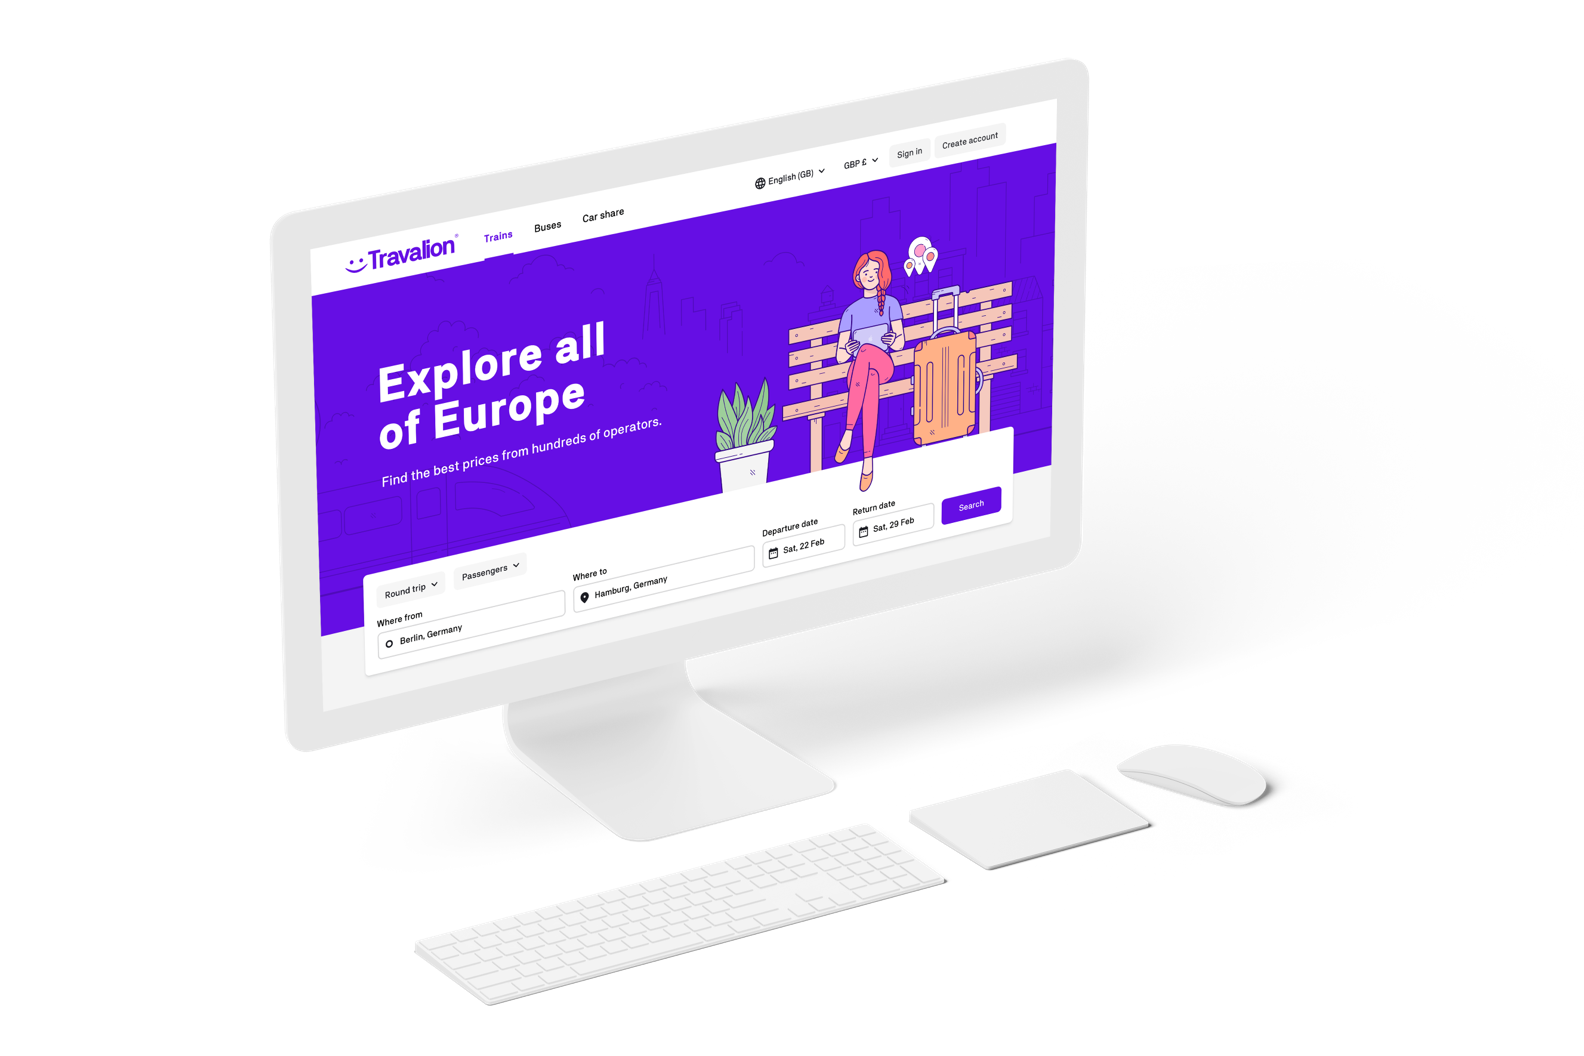 Travalion
Trains
Buses
Car share
English (GB)
GBP £
Sign in
Create account
Explore all
of Europe
Find the best prices from hundreds of operators.
Round trip
Passengers
Where from
Berlin, Germany
Where to
Hamburg, Germany
Departure date
Sat, 22 Feb
Return date
Sat, 29 Feb
Search